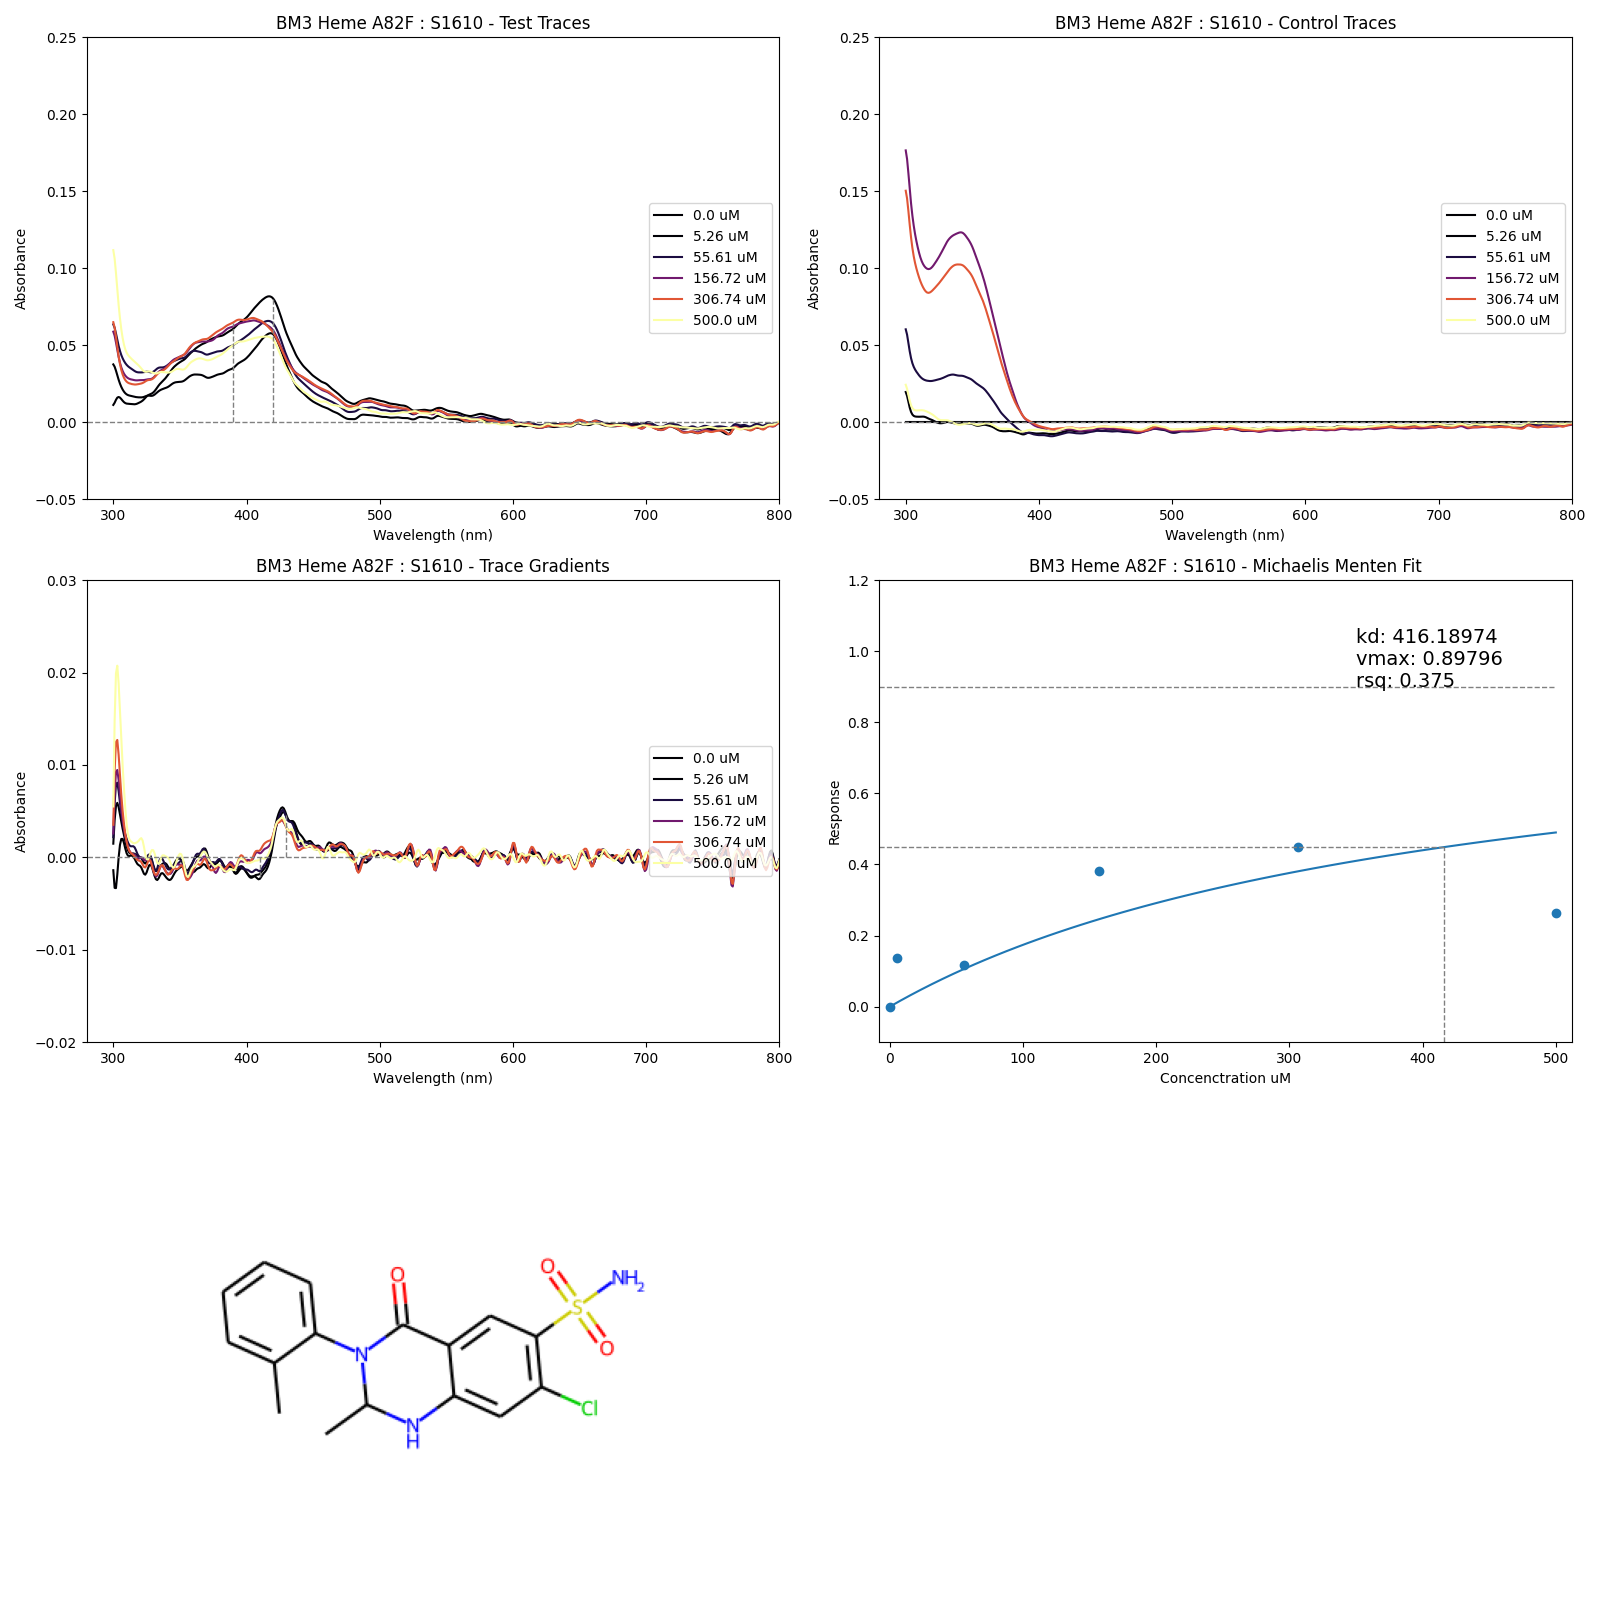 BM3 Heme A82F : S1610 - Test Traces
0.25
0.20
0.15
0.10
0.05
0.00
−0.05
Absorbance
300 400 500 600 700 800
Wavelength (nm)
0.0 uM
5.26 uM
55.61 uM
156.72 uM
306.74 uM
500.0 uM
BM3 Heme A82F : S1610 - Control Traces
0.25
0.20
0.15
0.10
0.05
0.00
−0.05
Absorbance
300 400 500 600 700 800
Wavelength (nm)
0.0 uM
5.26 uM
55.61 uM
156.72 uM
306.74 uM
500.0 uM
BM3 Heme A82F : S1610 - Trace Gradients
0.03
0.02
0.01
0.00
−0.01
−0.02
Absorbance
300 400 500 600 700 800
Wavelength (nm)
0.0 uM
5.26 uM
55.61 uM
156.72 uM
306.74 uM
500.0 uM
BM3 Heme A82F : S1610 - Michaelis Menten Fit
1.2
1.0
0.8
0.6
0.4
0.2
0.0
Response
0 100 200 300 400 500
Concenctration uM
kd: 416.18974
vmax: 0.89796
rsq: 0.375
O
O
NH2
S
N
O
Cl
N
H